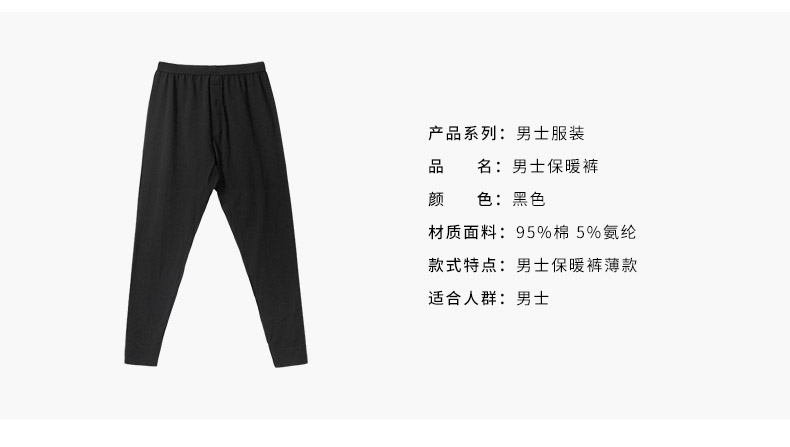 产品系列：男士服装
品 名：男士保暖裤
颜 色：黑色
材质面料：95%棉 5%氨纶
款式特点：男士保暖裤薄款
适合人群：男士